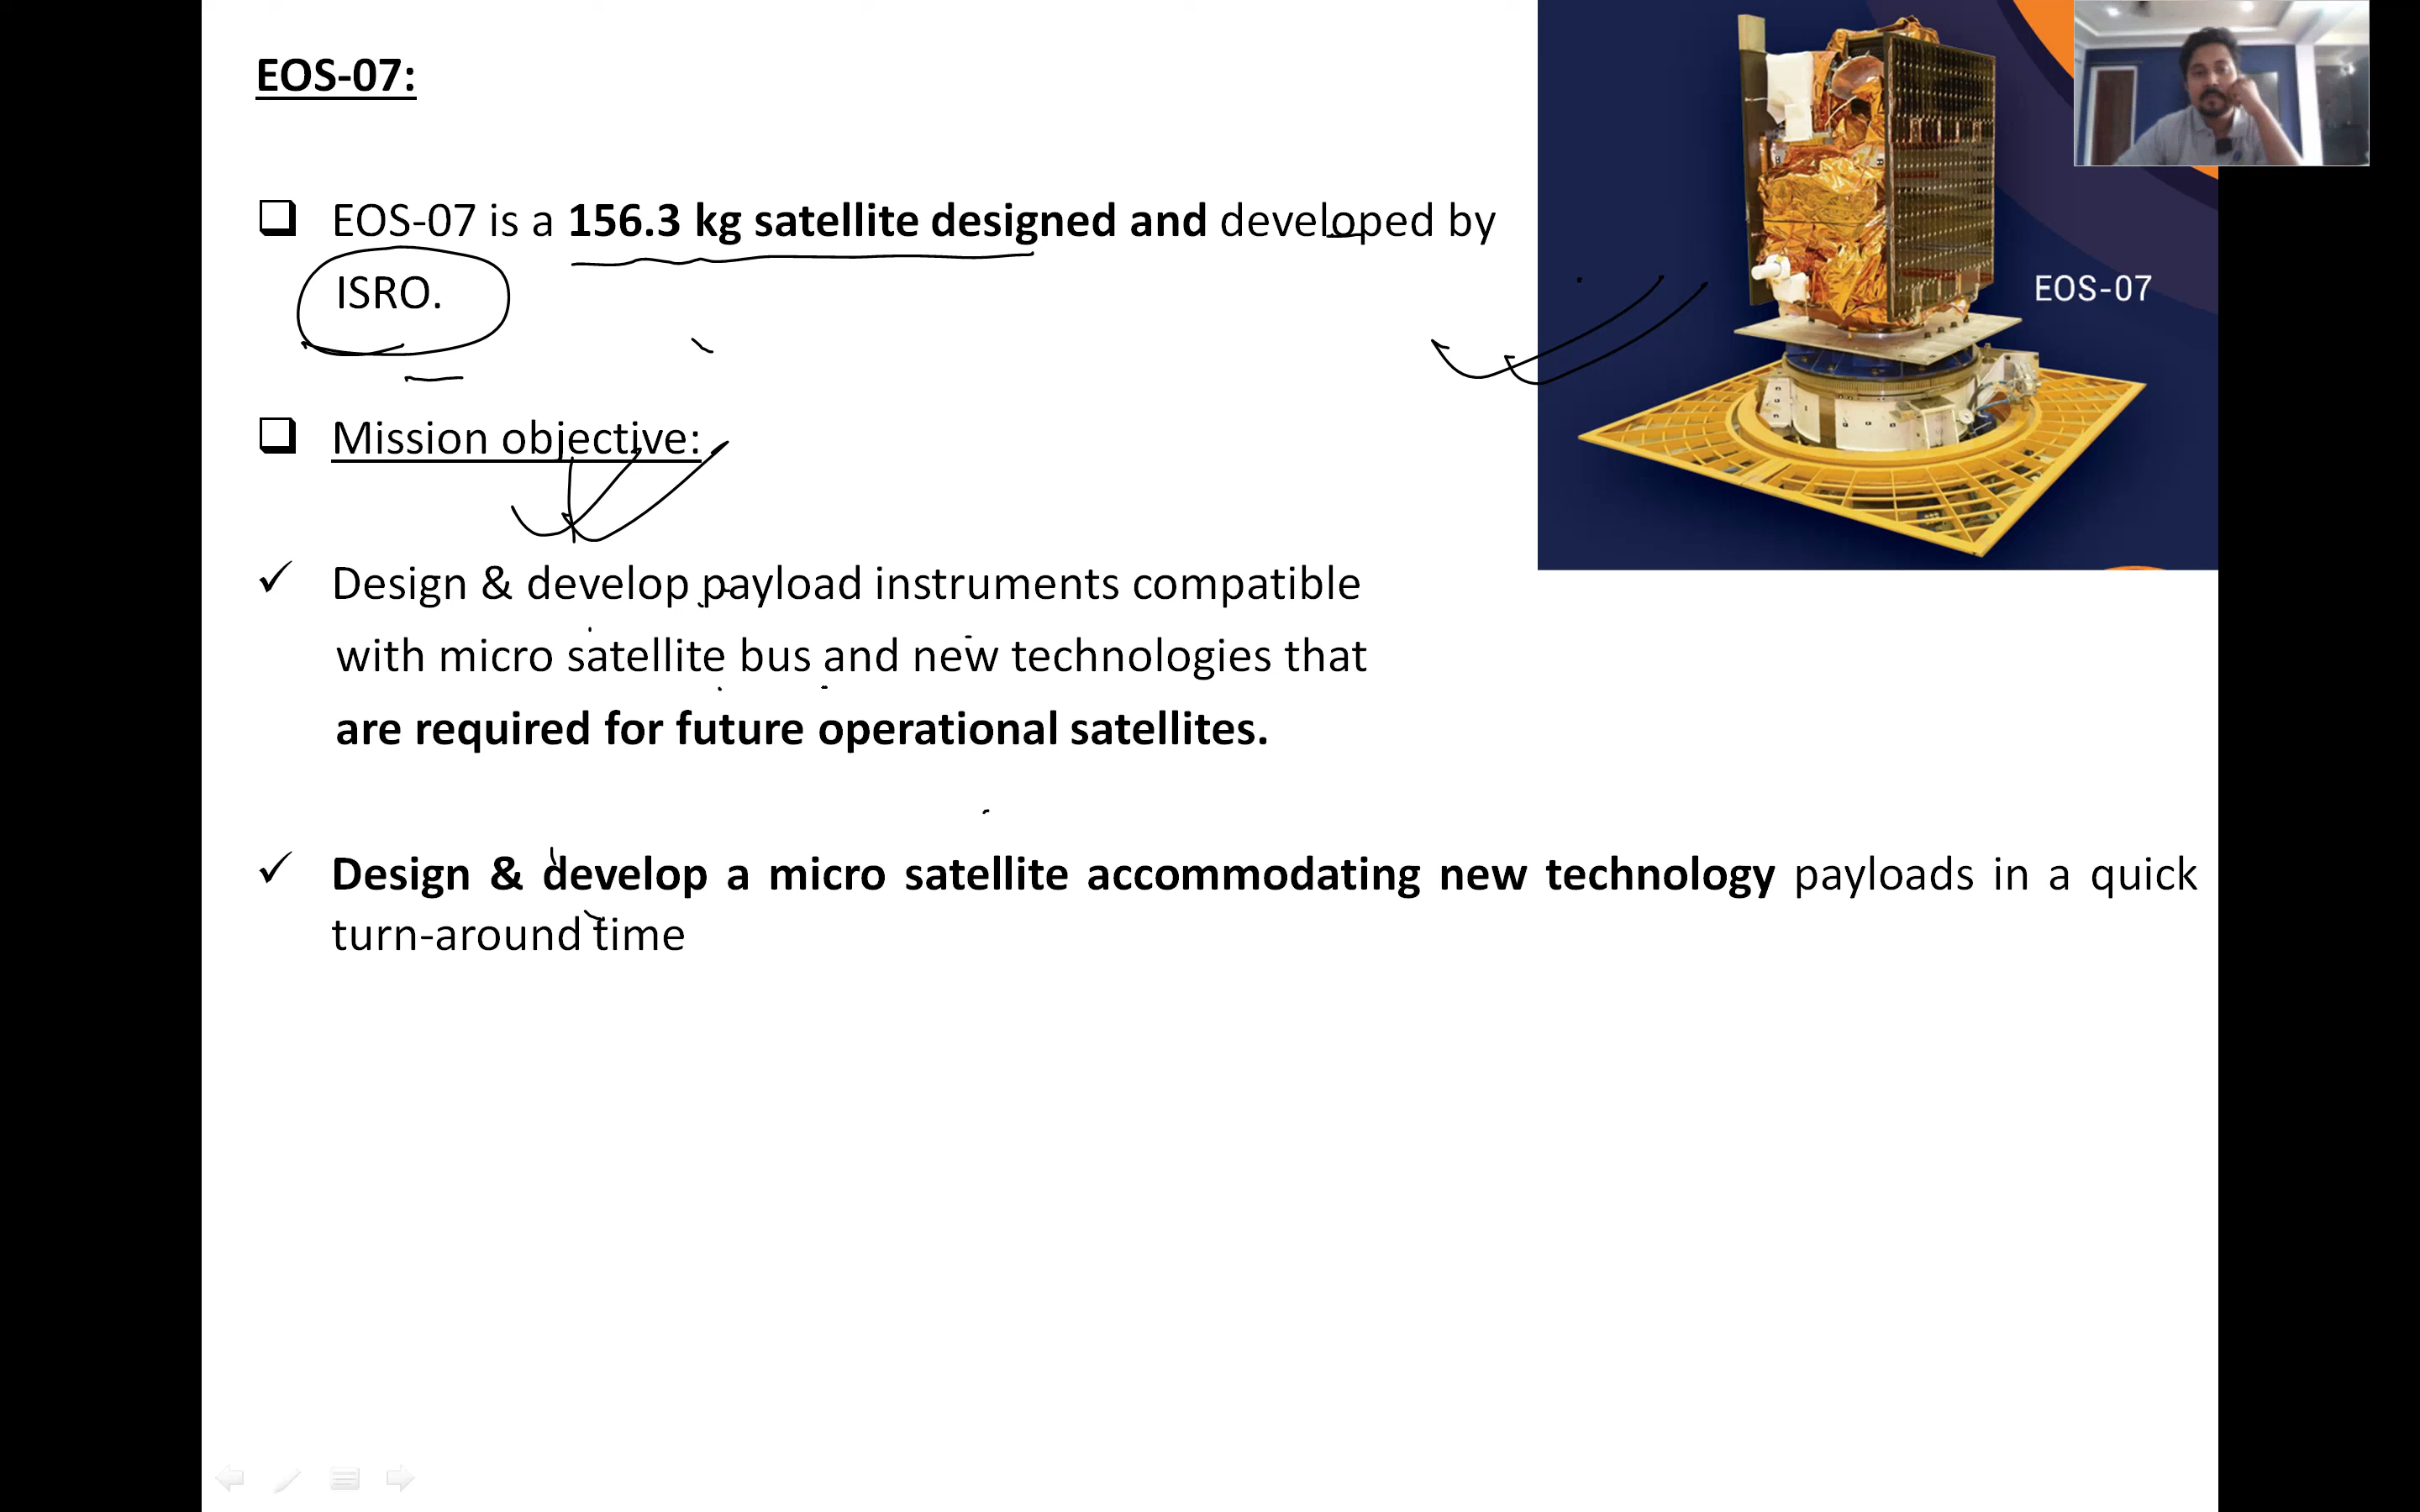 EOS-07:
EOS-07 is a 156.3 kg satellite designed and developed by
ISRO.
EOS-07
Mission objective:
Design & develop payload instruments compatible
with micro satellite bus and new technologies that
are required for future operational satellites.
Design & develop a micro satellite accommodating new technology payloads in a quick
turn-around time